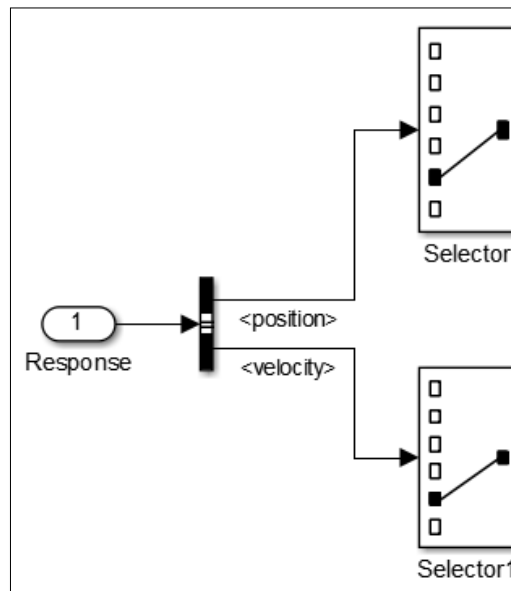 Selector
<position>
1
Response
<velocity>
Selector1